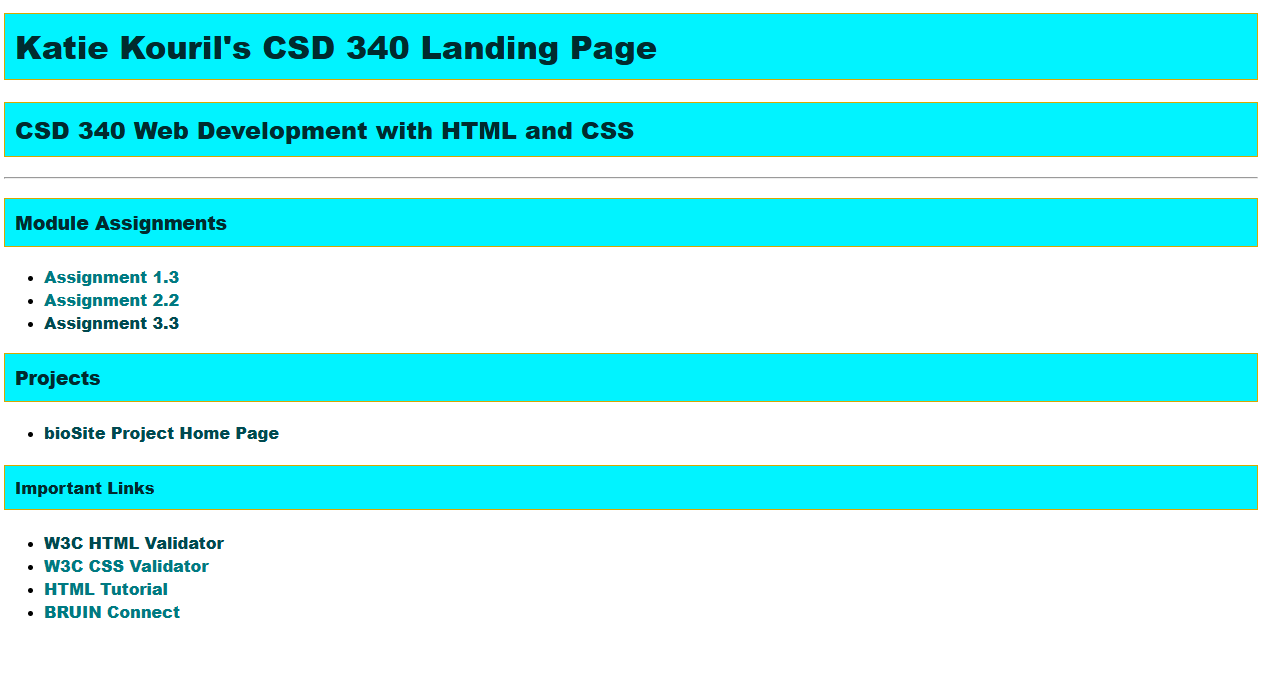 Katie Kouril's CSD 340 Landing Page
CSD 340 Web Development with HTML and CSS
Module Assignments
Assignment 1.3
Assignment 2.2
Assignment 3.3
Projects
bioSite Project Home Page
Important Links
W3C HTML Validator
W3C CSS Validator
HTML Tutorial
BRUIN Connect